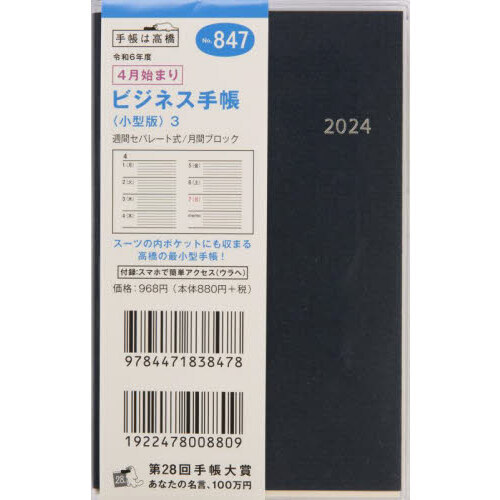 手帳は高橋
No. 847
令和6年度
4月始まり
ビジネス手帳
〈小型版〉3
週間セパレート式/月間ブロック
4
1(月) 5(金)
2(火) 6(土)
3(水) 7(日)
4(木) memo
スーツの内ポケットにも収まる
高橋の最小型手帳!
付録:スマホで簡単アクセス(ウラへ)
価格:968円(本体880円+税)
9784471838478
1922478008809
28
第28回手帳大賞
あなたの名言、100万円
2024